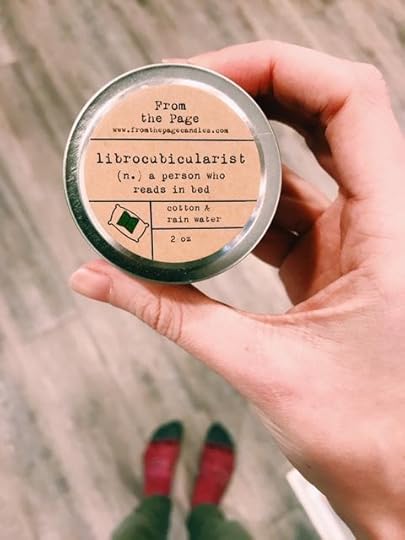 From
the Page
www.fromthepagecandles.com
librocubicularist
(n.) a person who
reads in bed
cotton &
rain water
2 oz